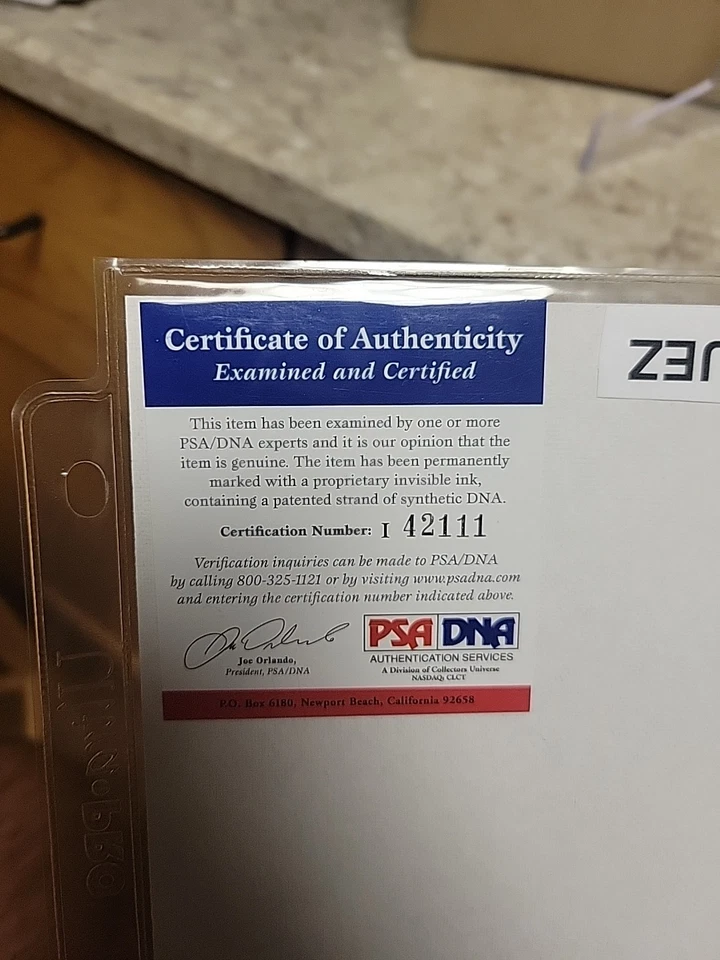 Certificate of Authenticity
Examined and Certified
This item has been examined by one or more
PSA/DNA experts and it is our opinion that the
item is genuine. The item has been permanently
marked with a proprietary invisible ink,
containing a patented strand of synthetic DNA.
Certification Number: I 42111
Verification inquiries can be made to PSA/DNA
by calling 800-325-1121 or by visiting www.psadna.com
and entering the certification number indicated above.
Joe Orlando,
President, PSA/DNA
PSA DNA
AUTHENTICATION SERVICES
A Division of Collectors Universe
NASDAQ: CLCT
P.O. Box 6180, Newport Beach, California 92658
UEZ